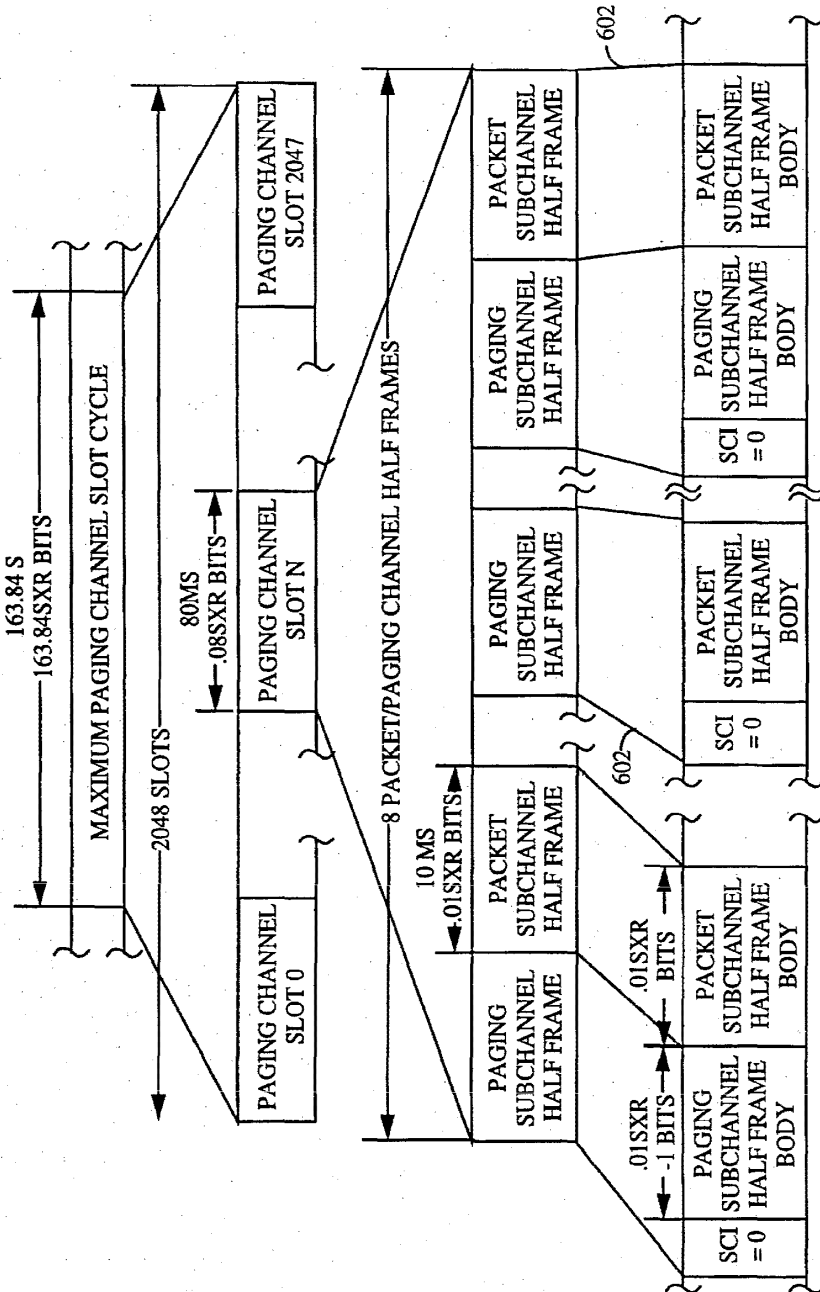 163.84 S
163.84SXR BITS
MAXIMUM PAGING CHANNEL SLOT CYCLE
2048 SLOTS
80MS
.08SXR BITS
PAGING CHANNEL
SLOT 0
PAGING CHANNEL
SLOT N
PAGING CHANNEL
SLOT 2047
8 PACKET/PAGING CHANNEL HALF FRAMES
10 MS
.01SXR BITS
PAGING
SUBCHANNEL
HALF FRAME
PACKET
SUBCHANNEL
HALF FRAME
PAGING
SUBCHANNEL
HALF FRAME
PAGING
SUBCHANNEL
HALF FRAME
PACKET
SUBCHANNEL
HALF FRAME
602
602
.01SXR
-1 BITS
.01SXR
BITS
SCI
= 0
PAGING
SUBCHANNEL
HALF FRAME
BODY
PACKET
SUBCHANNEL
HALF FRAME
BODY
SCI
= 0
PACKET
SUBCHANNEL
HALF FRAME
BODY
SCI
= 0
PAGING
SUBCHANNEL
HALF FRAME
BODY
PACKET
SUBCHANNEL
HALF FRAME
BODY